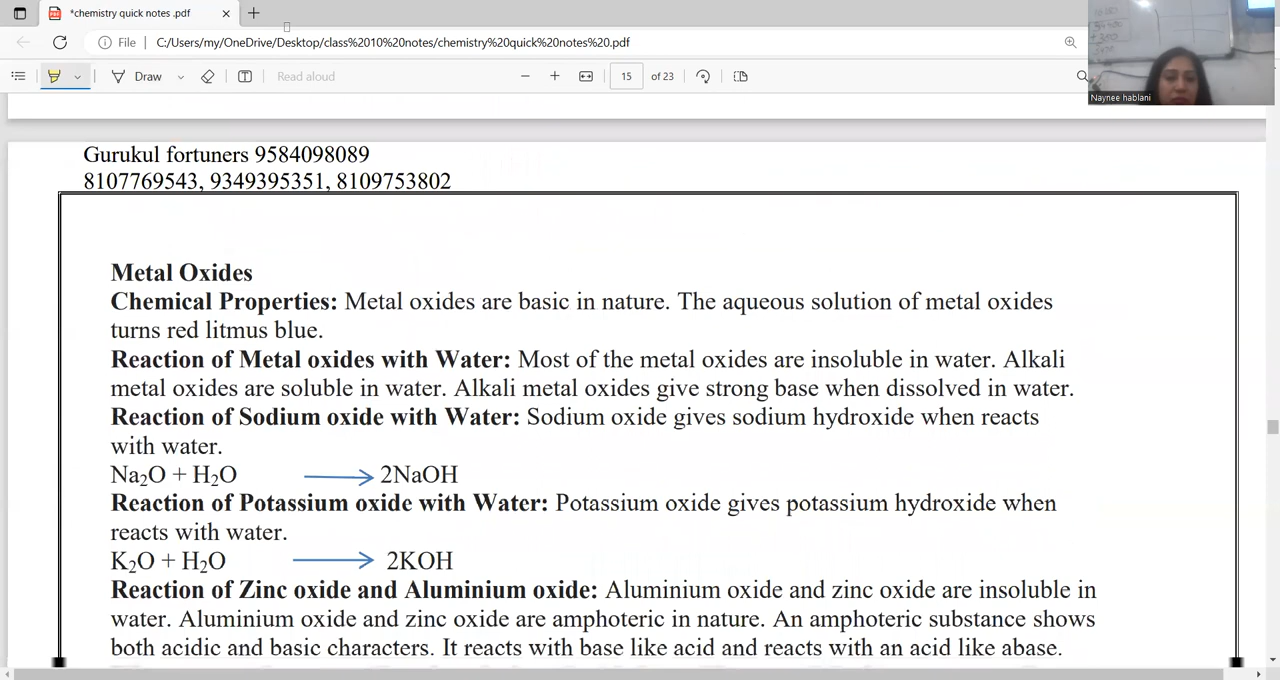 *chemistry quick notes .pdf
File C:/Users/my/OneDrive/Desktop/class%2010%20notes/chemistry%20quick%20notes%20.pdf
Draw Read aloud 15 of 23
Naynee hablani
Gurukul fortuners 9584098089
8107769543, 9349395351, 8109753802
Metal Oxides
Chemical Properties: Metal oxides are basic in nature. The aqueous solution of metal oxides
turns red litmus blue.
Reaction of Metal oxides with Water: Most of the metal oxides are insoluble in water. Alkali
metal oxides are soluble in water. Alkali metal oxides give strong base when dissolved in water.
Reaction of Sodium oxide with Water: Sodium oxide gives sodium hydroxide when reacts
with water.
Na₂O + H₂O → 2NaOH
Reaction of Potassium oxide with Water: Potassium oxide gives potassium hydroxide when
reacts with water.
K₂O + H₂O → 2KOH
Reaction of Zinc oxide and Aluminium oxide: Aluminium oxide and zinc oxide are insoluble in
water. Aluminium oxide and zinc oxide are amphoteric in nature. An amphoteric substance shows
both acidic and basic characters. It reacts with base like acid and reacts with an acid like abase.